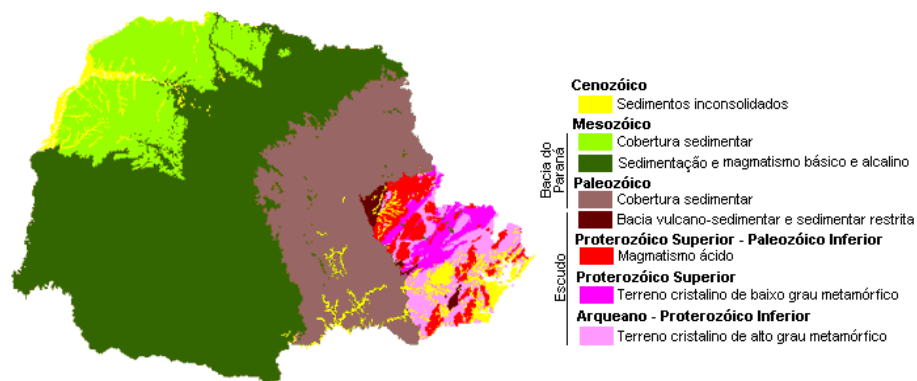 Cenozóico
Sedimentos inconsolidados
Mesozóico
Cobertura sedimentar
Sedimentação e magmatismo básico e alcalino
Paleozóico
Cobertura sedimentar
Bacia vulcano-sedimentar e sedimentar restrita
Proterozóico Superior - Paleozóico Inferior
Magmatismo ácido
Proterozóico Superior
Terreno cristalino de baixo grau metamórfico
Arqueano - Proterozóico Inferior
Terreno cristalino de alto grau metamórfico
Bacia do
Paraná
Escudo